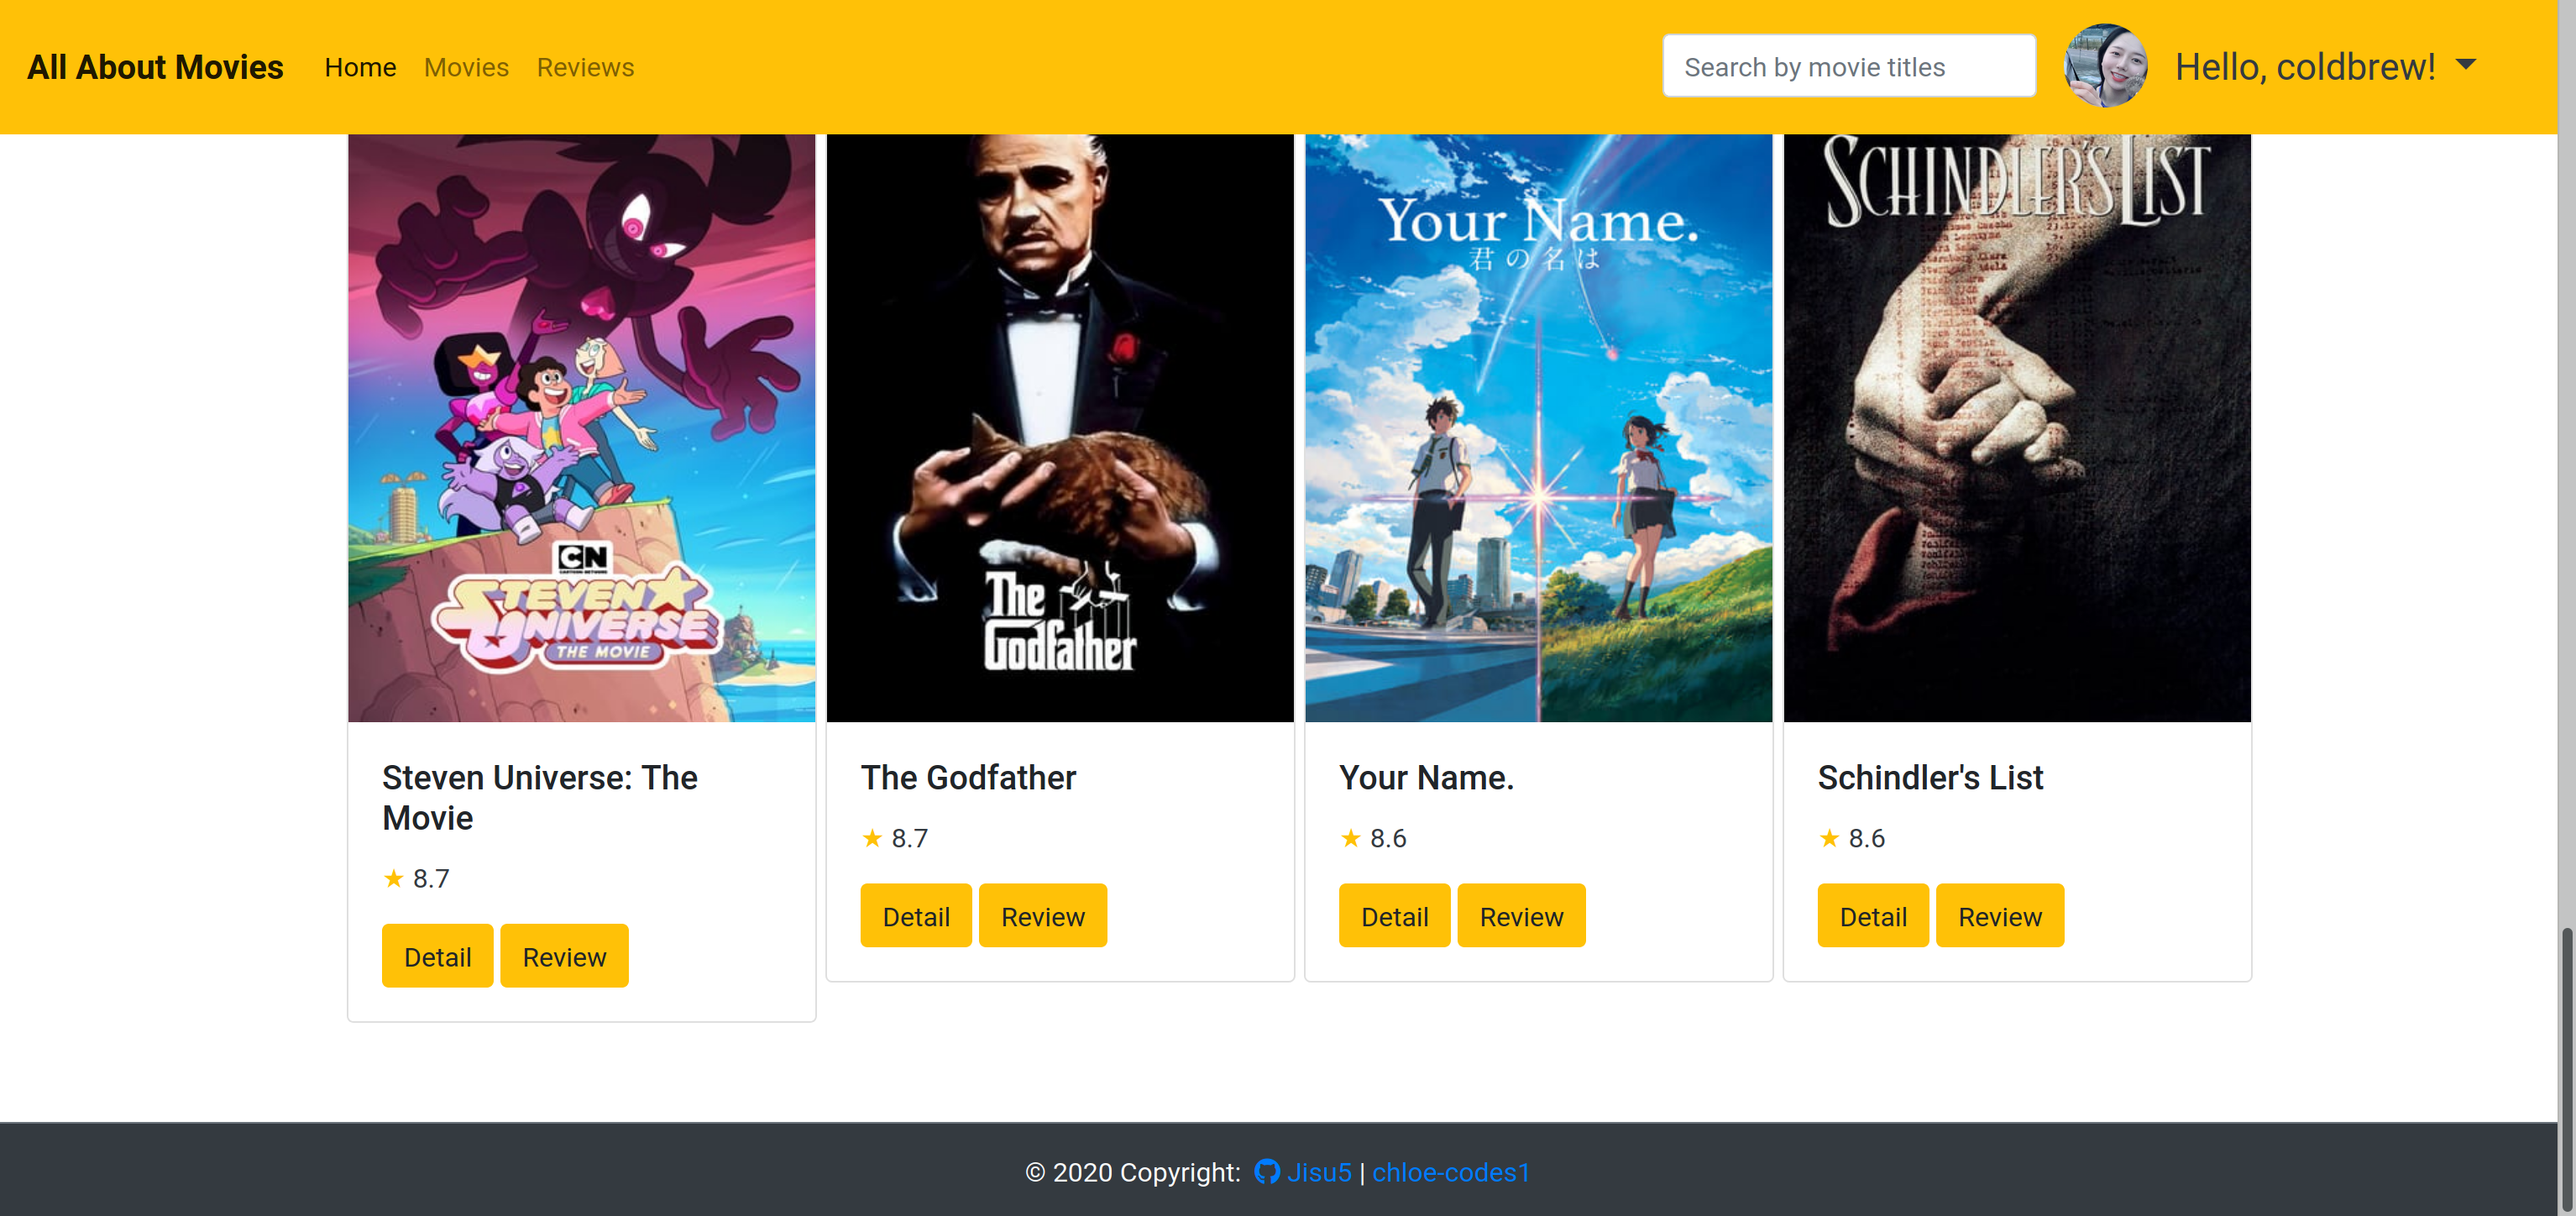 All About Movies Home Movies Reviews Search by movie titles Hello, coldbrew!
CN
CARTOON NETWORK
STEVEN
UNIVERSE
THE MOVIE
The
Godfather
Your Name.
君の名は
SCHINDLER'S LIST
Steven Universe: The
Movie
★ 8.7
Detail Review
The Godfather
★ 8.7
Detail Review
Your Name.
★ 8.6
Detail Review
Schindler's List
★ 8.6
Detail Review
© 2020 Copyright: Jisu5 | chloe-codes1